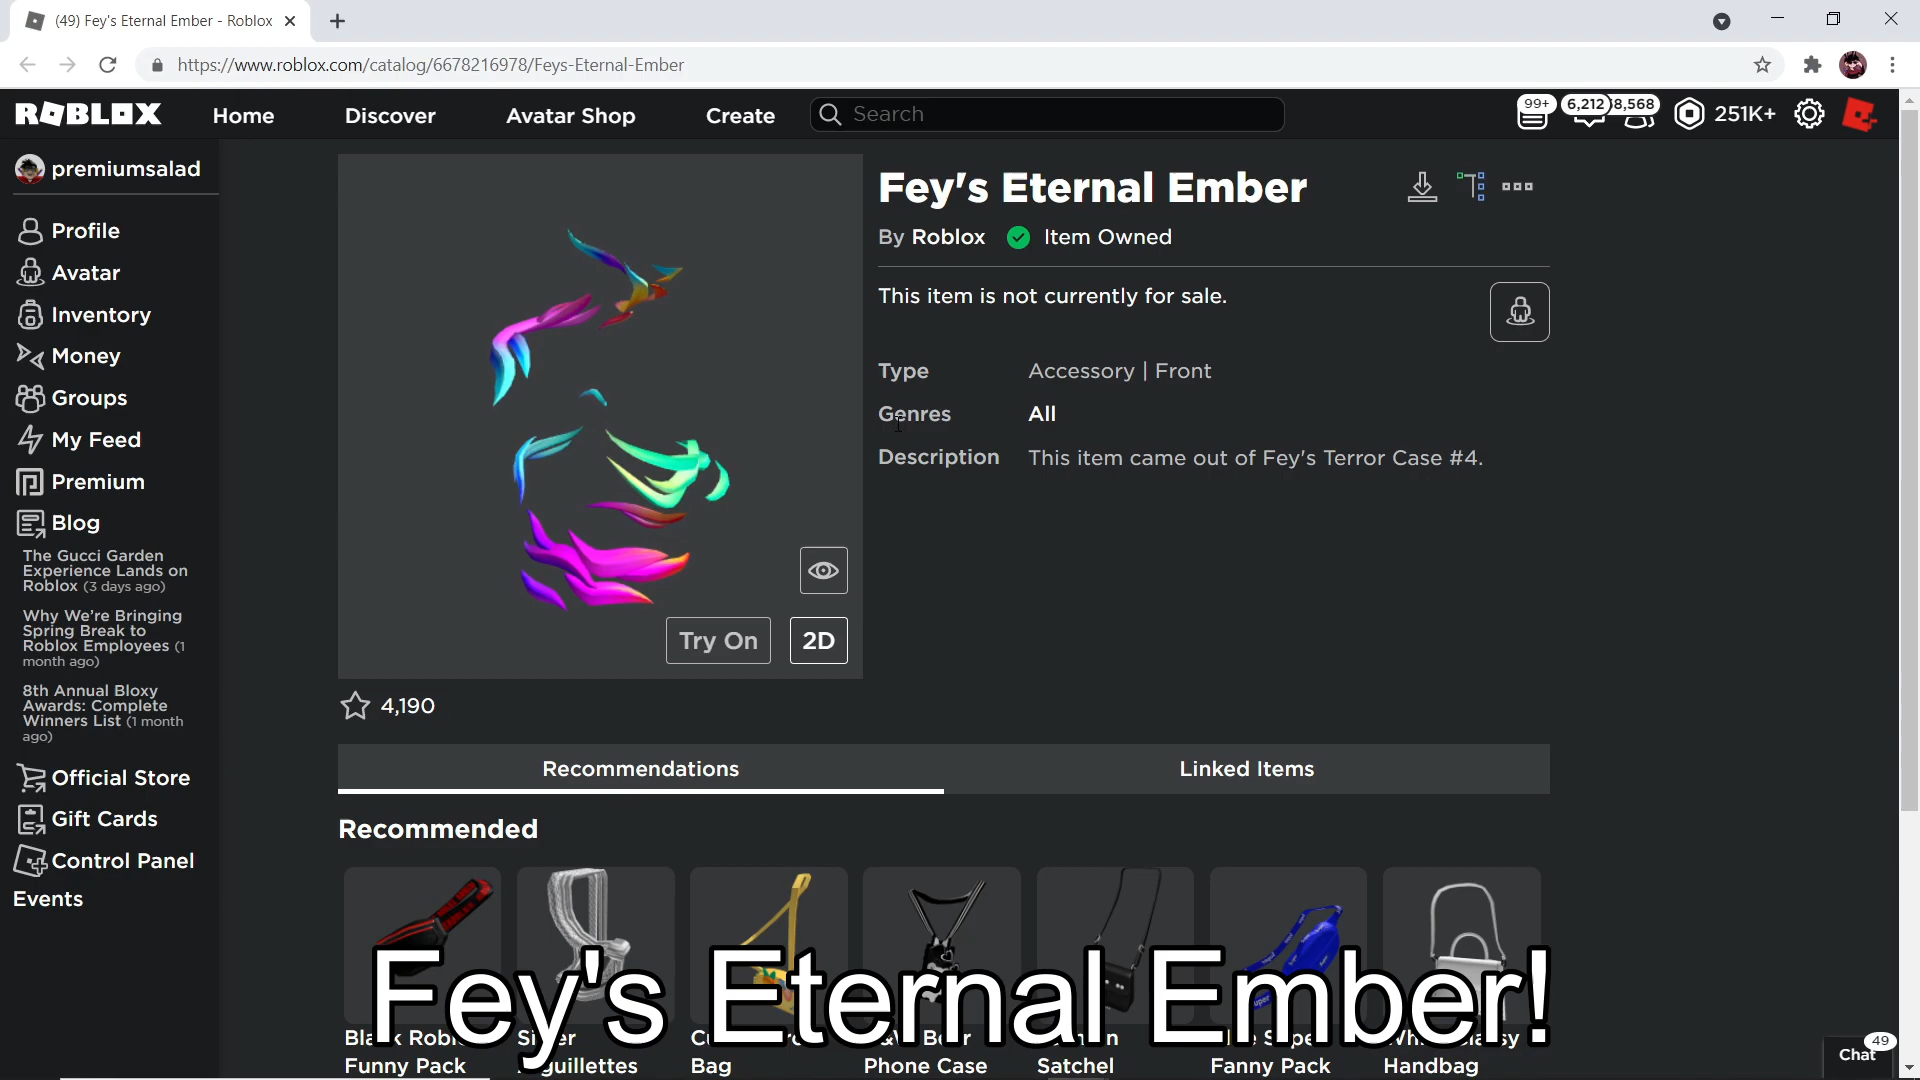 (49) Fey's Eternal Ember - Roblox
https://www.roblox.com/catalog/6678216978/Feys-Eternal-Ember
ROBLOX
Home
Discover
Avatar Shop
Create
Search
99+
6,212
8,568
251K+
premiumsalad
Profile
Avatar
Inventory
Money
Groups
My Feed
Premium
Blog
The Gucci Garden
Experience Lands on
Roblox (3 days ago)
Why We're Bringing
Spring Break to
Roblox Employees (1
month ago)
8th Annual Bloxy
Awards: Complete
Winners List (1 month
ago)
Official Store
Gift Cards
Control Panel
Events
Try On
2D
4,190
Fey's Eternal Ember
By Roblox Item Owned
This item is not currently for sale.
Type Accessory | Front
Genres All
Description This item came out of Fey's Terror Case #4.
Recommendations
Linked Items
Recommended
Funny Pack
Bag
Phone Case
Satchel
Fanny Pack
Handbag
Fey's Eternal Ember!
Chat
49